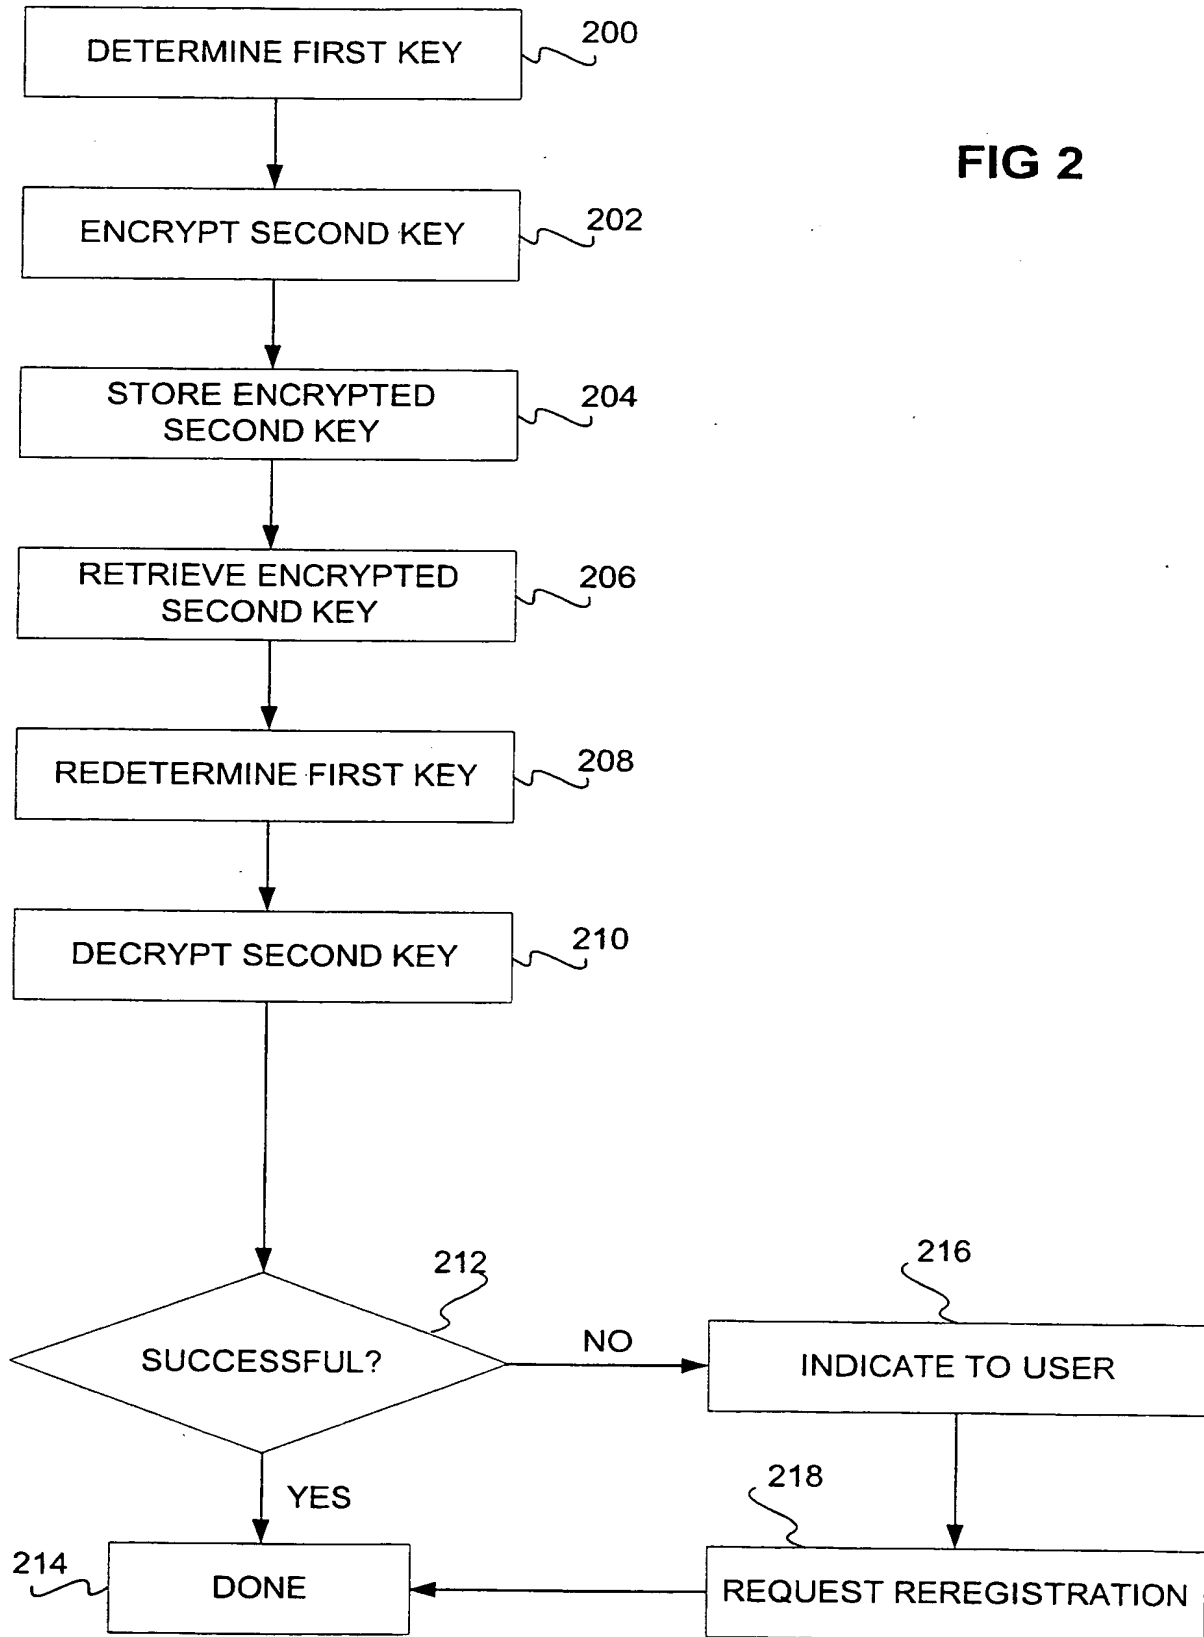 DETERMINE FIRST KEY
200
FIG 2
ENCRYPT SECOND KEY
202
STORE ENCRYPTED
SECOND KEY
204
RETRIEVE ENCRYPTED
SECOND KEY
206
REDETERMINE FIRST KEY
208
DECRYPT SECOND KEY
210
212
SUCCESSFUL?
NO
216
INDICATE TO USER
YES
218
REQUEST REREGISTRATION
214
DONE